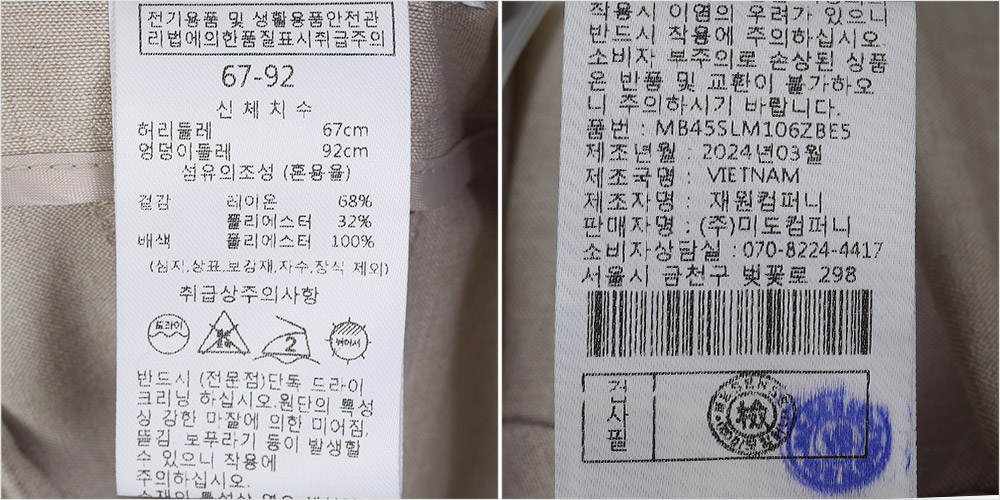 전기용품 및 생활용품안전관
리법에의한품질표시취급주의
67-92
신 체 치 수
허리둘레 67cm
엉덩이둘레 92cm
섬유의조성 (혼용율)
겉감 레이온 68%
폴리에스터 32%
배색 폴리에스터 100%
(심지,상표,보강재,자수,장식 제외)
취급상주의사항
드라이
2
뉘어서
반드시 (전문점)단독 드라이
크리닝 하십시오.원단의 특성
상 강한 마찰에 의한 미어짐,
뜯김 보푸라기 등이 발생할
수 있으니 착용에
주의하십시오.
착용시 이염의 우려가 있으니
반드시 착용에 주의하십시오
소비자 부주의로 손상된 상품
은 반품 및 교환이 불가하오
니 주의하시기 바랍니다.
품번 : MB45SLM106ZBE5
제조년월 : 2024년03월
제조국명 : VIETNAM
제조자명 : 재원컴퍼니
판매자명 : (주)미도컴퍼니
소비자상담실 : 070-8224-4417
서울시 금천구 벚꽃로 298
검사필
檢